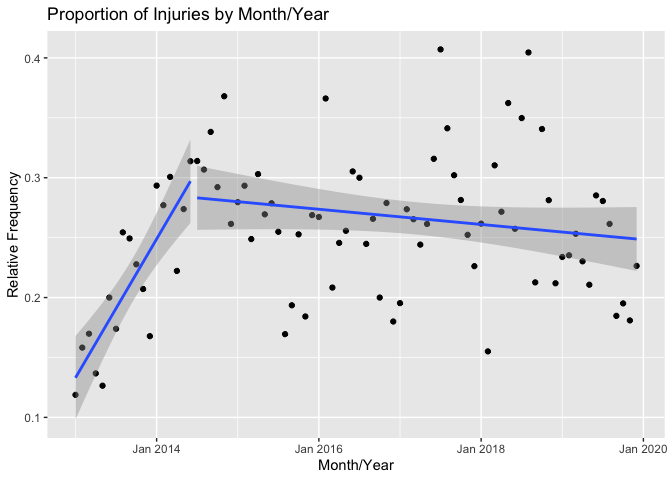 Proportion of Injuries by Month/Year
Relative Frequency
0.4
0.3
0.2
0.1
Jan 2014 Jan 2016 Jan 2018 Jan 2020
Month/Year